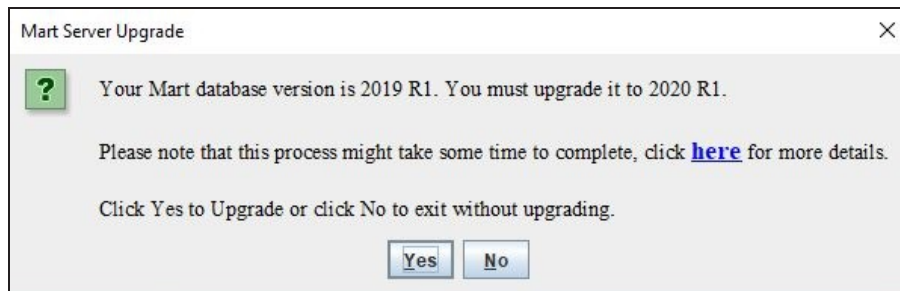 Mart Server Upgrade
?
Your Mart database version is 2019 R1. You must upgrade it to 2020 R1.
Please note that this process might take some time to complete, click here for more details.
Click Yes to Upgrade or click No to exit without upgrading.
Yes No